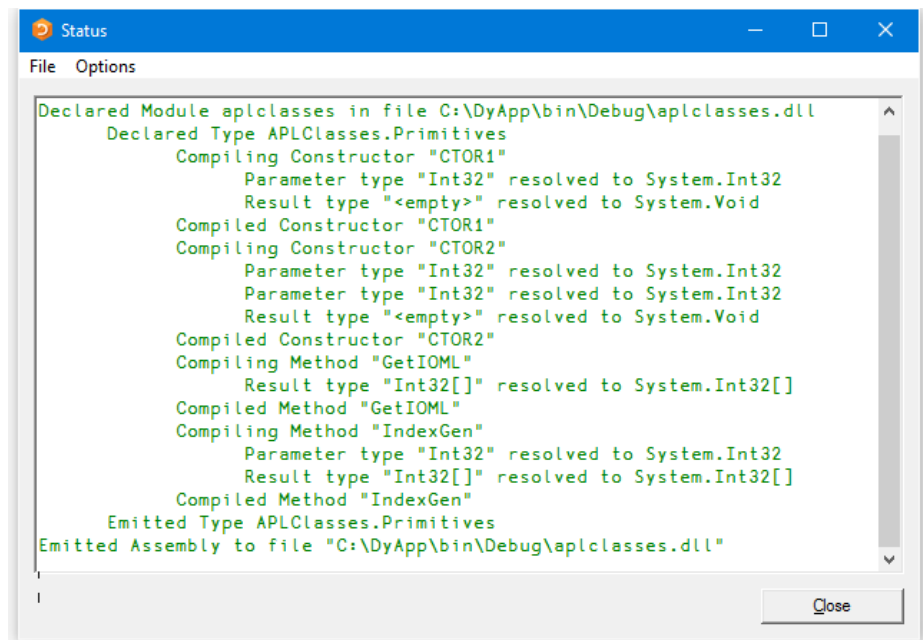 Status
File Options
Declared Module aplclasses in file C:\DyApp\bin\Debug\aplclasses.dll
Declared Type APLClasses.Primitives
Compiling Constructor "CTOR1"
Parameter type "Int32" resolved to System.Int32
Result type "<empty>" resolved to System.Void
Compiled Constructor "CTOR1"
Compiling Constructor "CTOR2"
Parameter type "Int32" resolved to System.Int32
Parameter type "Int32" resolved to System.Int32
Result type "<empty>" resolved to System.Void
Compiled Constructor "CTOR2"
Compiling Method "GetIOML"
Result type "Int32[]" resolved to System.Int32[]
Compiled Method "GetIOML"
Compiling Method "IndexGen"
Parameter type "Int32" resolved to System.Int32
Result type "Int32[]" resolved to System.Int32[]
Compiled Method "IndexGen"
Emitted Type APLClasses.Primitives
Emitted Assembly to file "C:\DyApp\bin\Debug\aplclasses.dll"
Close